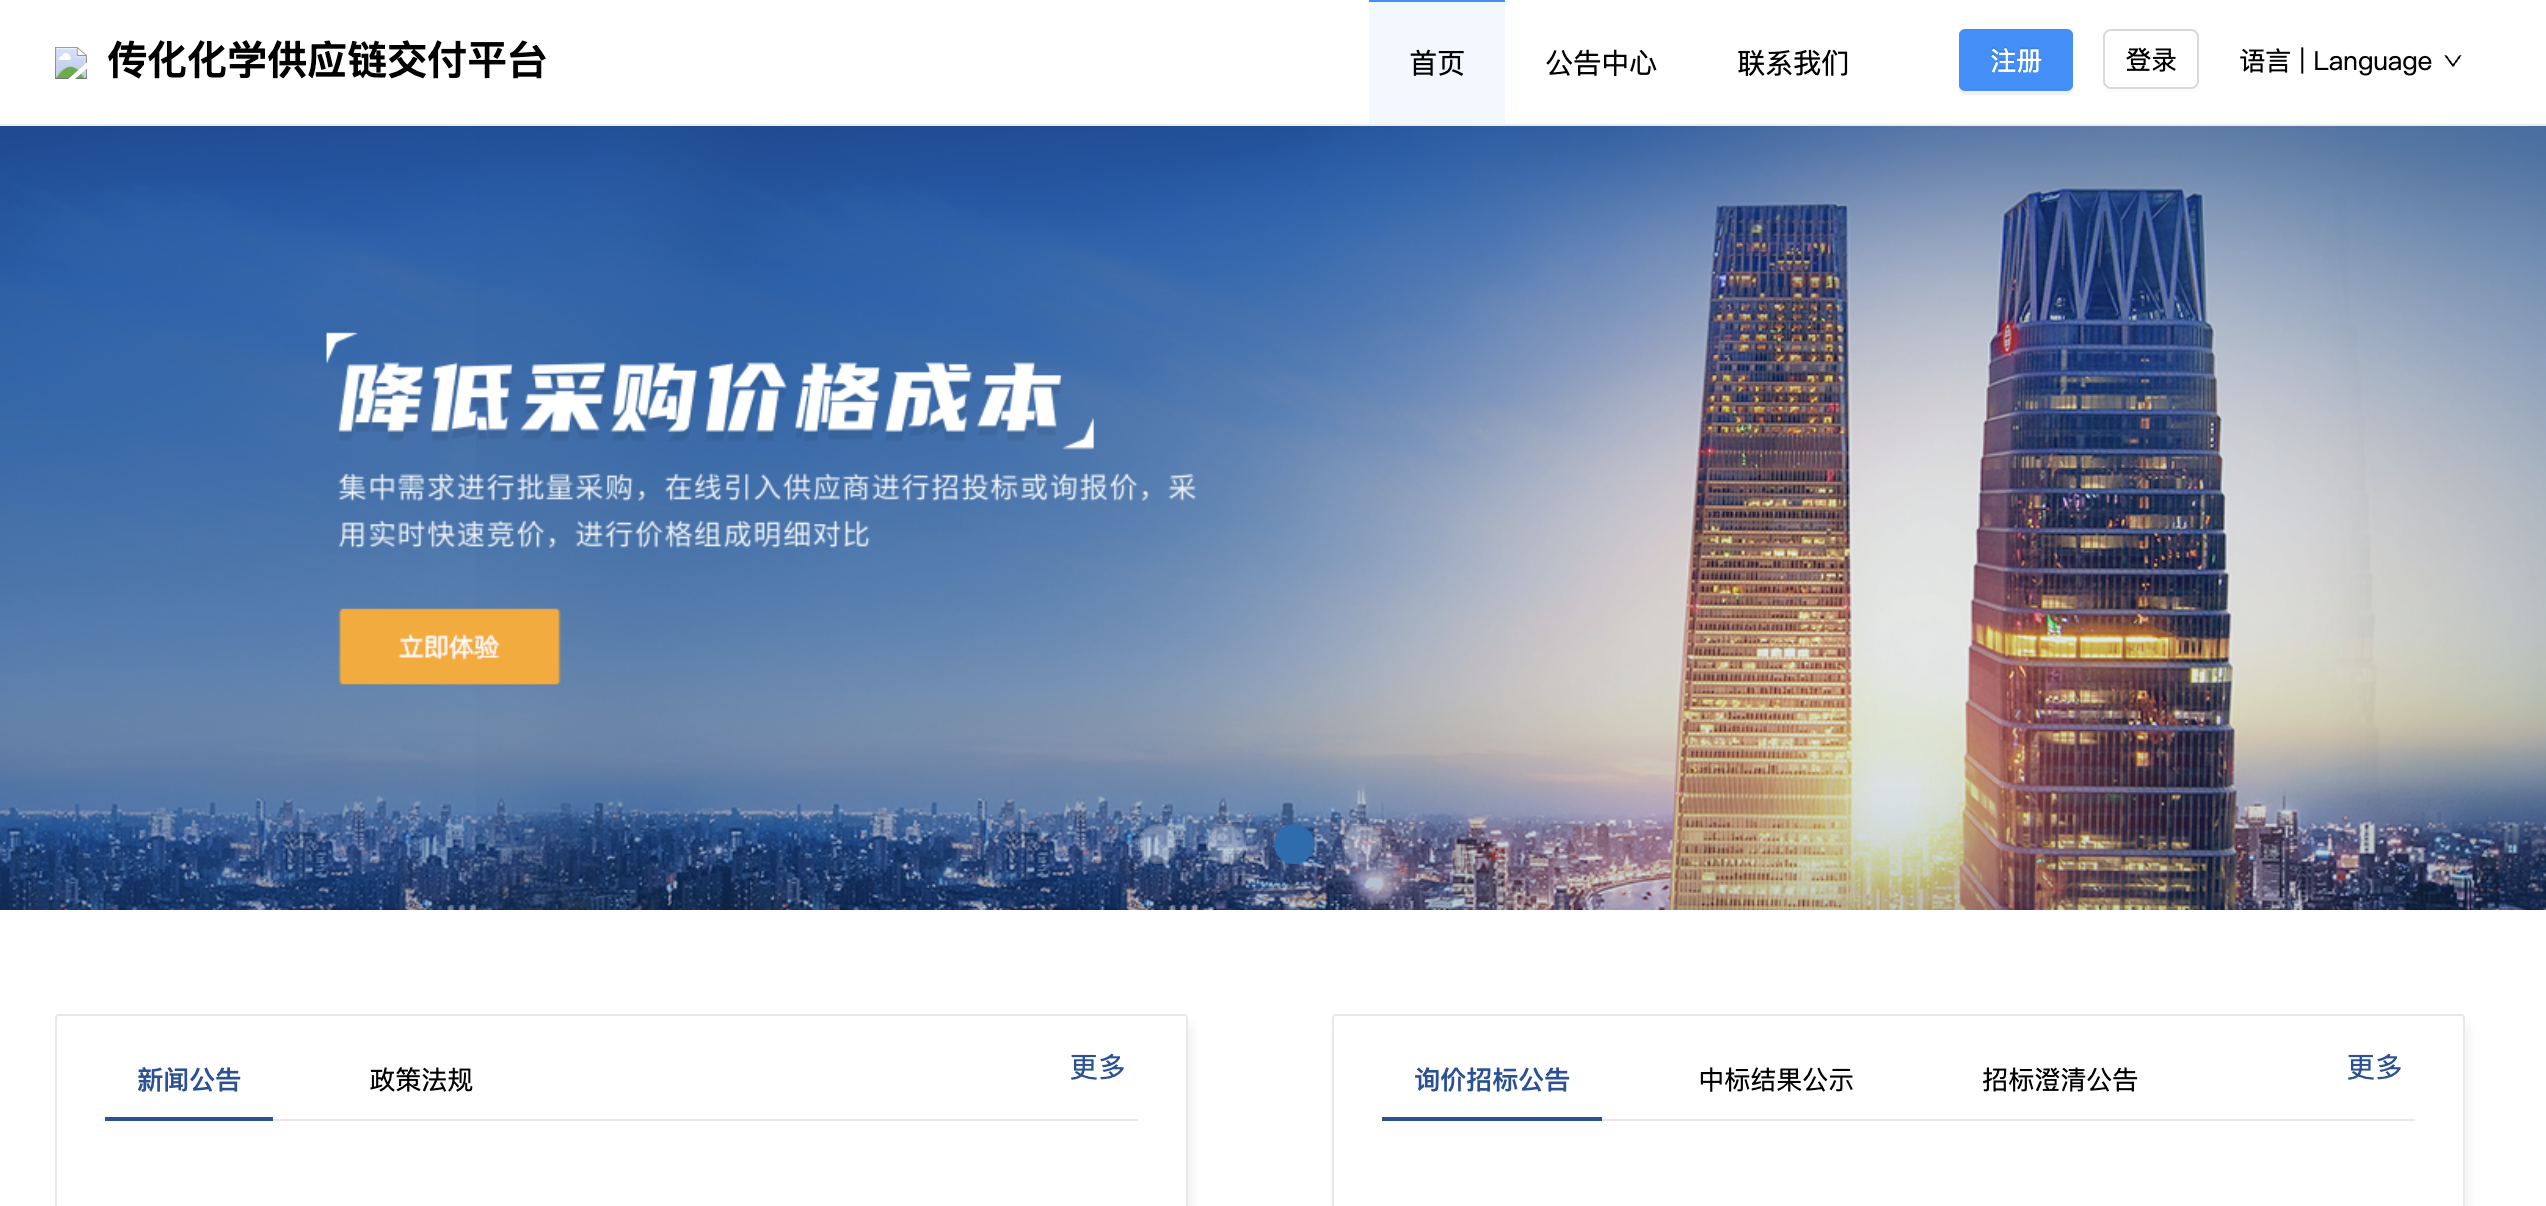 传化化学供应链交付平台
首页 公告中心 联系我们 注册 登录 语言 | Language
降低采购价格成本
集中需求进行批量采购，在线引入供应商进行招投标或询报价，采
用实时快速竞价，进行价格组成明细对比
立即体验
新闻公告 政策法规 更多
询价招标公告 中标结果公示 招标澄清公告 更多